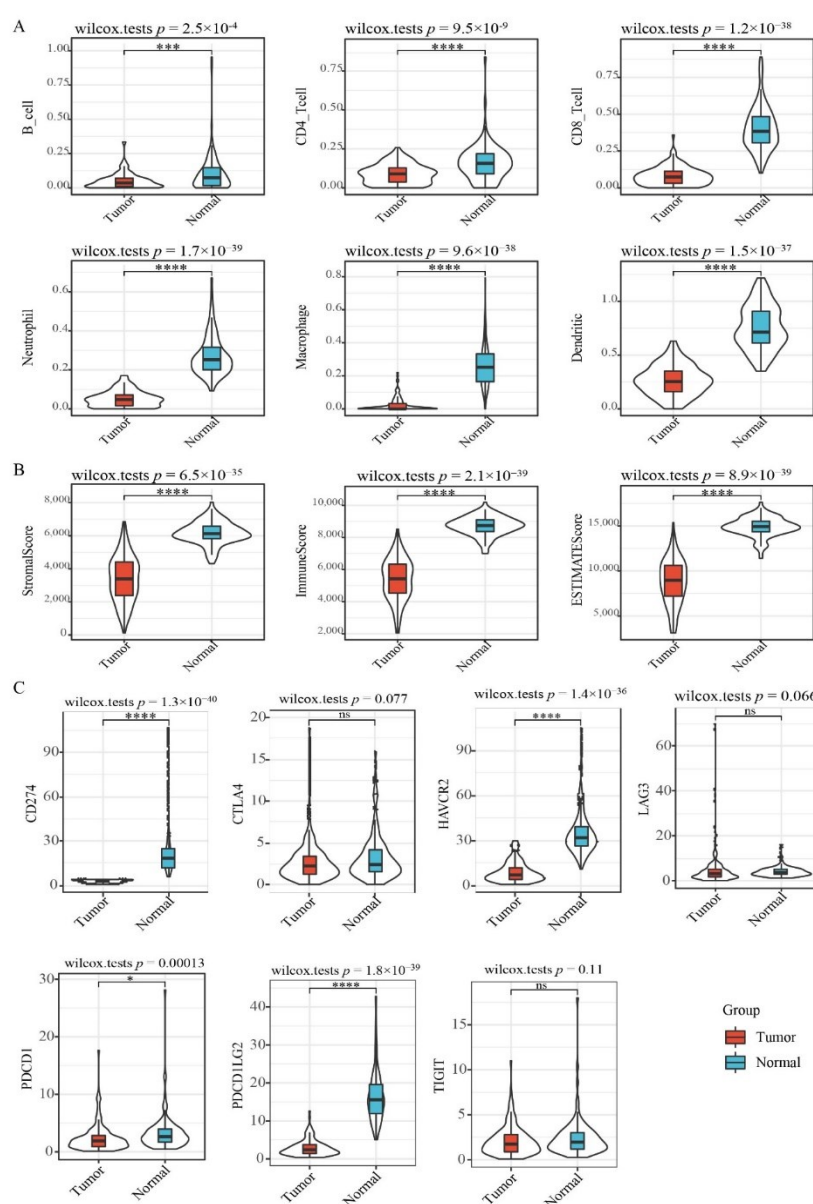 A
wilcox.tests p = 2.5×10⁻⁴
***
B_cell
1.00
0.75
0.50
0.25
0.00
Tumor
Normal
wilcox.tests p = 9.5×10⁻⁹
****
CD4_Tcell
0.75
0.50
0.25
0.00
Tumor
Normal
wilcox.tests p = 1.2×10⁻³⁸
****
CD8_Tcell
0.75
0.50
0.25
0.00
Tumor
Normal
wilcox.tests p = 1.7×10⁻³⁹
****
Neutrophil
0.6
0.4
0.2
0.0
Tumor
Normal
wilcox.tests p = 9.6×10⁻³⁸
****
Macrophage
0.8
0.6
0.4
0.2
0.0
Tumor
Normal
wilcox.tests p = 1.5×10⁻³⁷
****
Dendritic
1.0
0.5
0.0
Tumor
Normal
B
wilcox.tests p = 6.5×10⁻³⁵
****
StromalScore
8,000
6,000
4,000
2,000
0
Tumor
Normal
wilcox.tests p = 2.1×10⁻³⁹
****
ImmuneScore
10,000
8,000
6,000
4,000
2,000
Tumor
Normal
wilcox.tests p = 8.9×10⁻³⁹
****
ESTIMATEScore
15,000
10,000
5,000
Tumor
Normal
C
wilcox.tests p = 1.3×10⁻⁴⁰
****
CD274
90
60
30
0
Tumor
Normal
wilcox.tests p = 0.077
ns
CTLA4
20
15
10
5
0
Tumor
Normal
wilcox.tests p = 1.4×10⁻³⁶
****
HAVCR2
90
60
30
0
Tumor
Normal
wilcox.tests p = 0.066
ns
LAG3
60
40
20
0
Tumor
Normal
wilcox.tests p = 0.00013
*
PDCD1
30
20
10
0
Tumor
Normal
wilcox.tests p = 1.8×10⁻³⁹
****
PDCD1LG2
40
30
20
10
0
Tumor
Normal
wilcox.tests p = 0.11
ns
TIGIT
15
10
5
0
Tumor
Normal
Group
Tumor
Normal